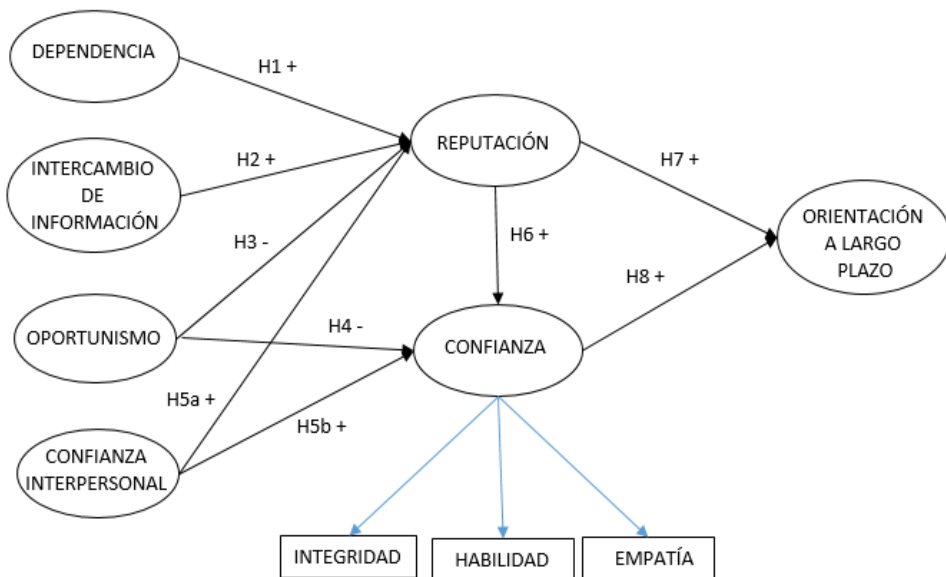 DEPENDENCIA
H1 +
INTERCAMBIO
DE
INFORMACIÓN
H2 +
REPUTACIÓN
H7 +
H3 -
H6 +
ORIENTACIÓN
A LARGO
PLAZO
OPORTUNISMO
H4 -
CONFIANZA
H8 +
H5a +
H5b +
CONFIANZA
INTERPERSONAL
INTEGRIDAD
HABILIDAD
EMPATÍA